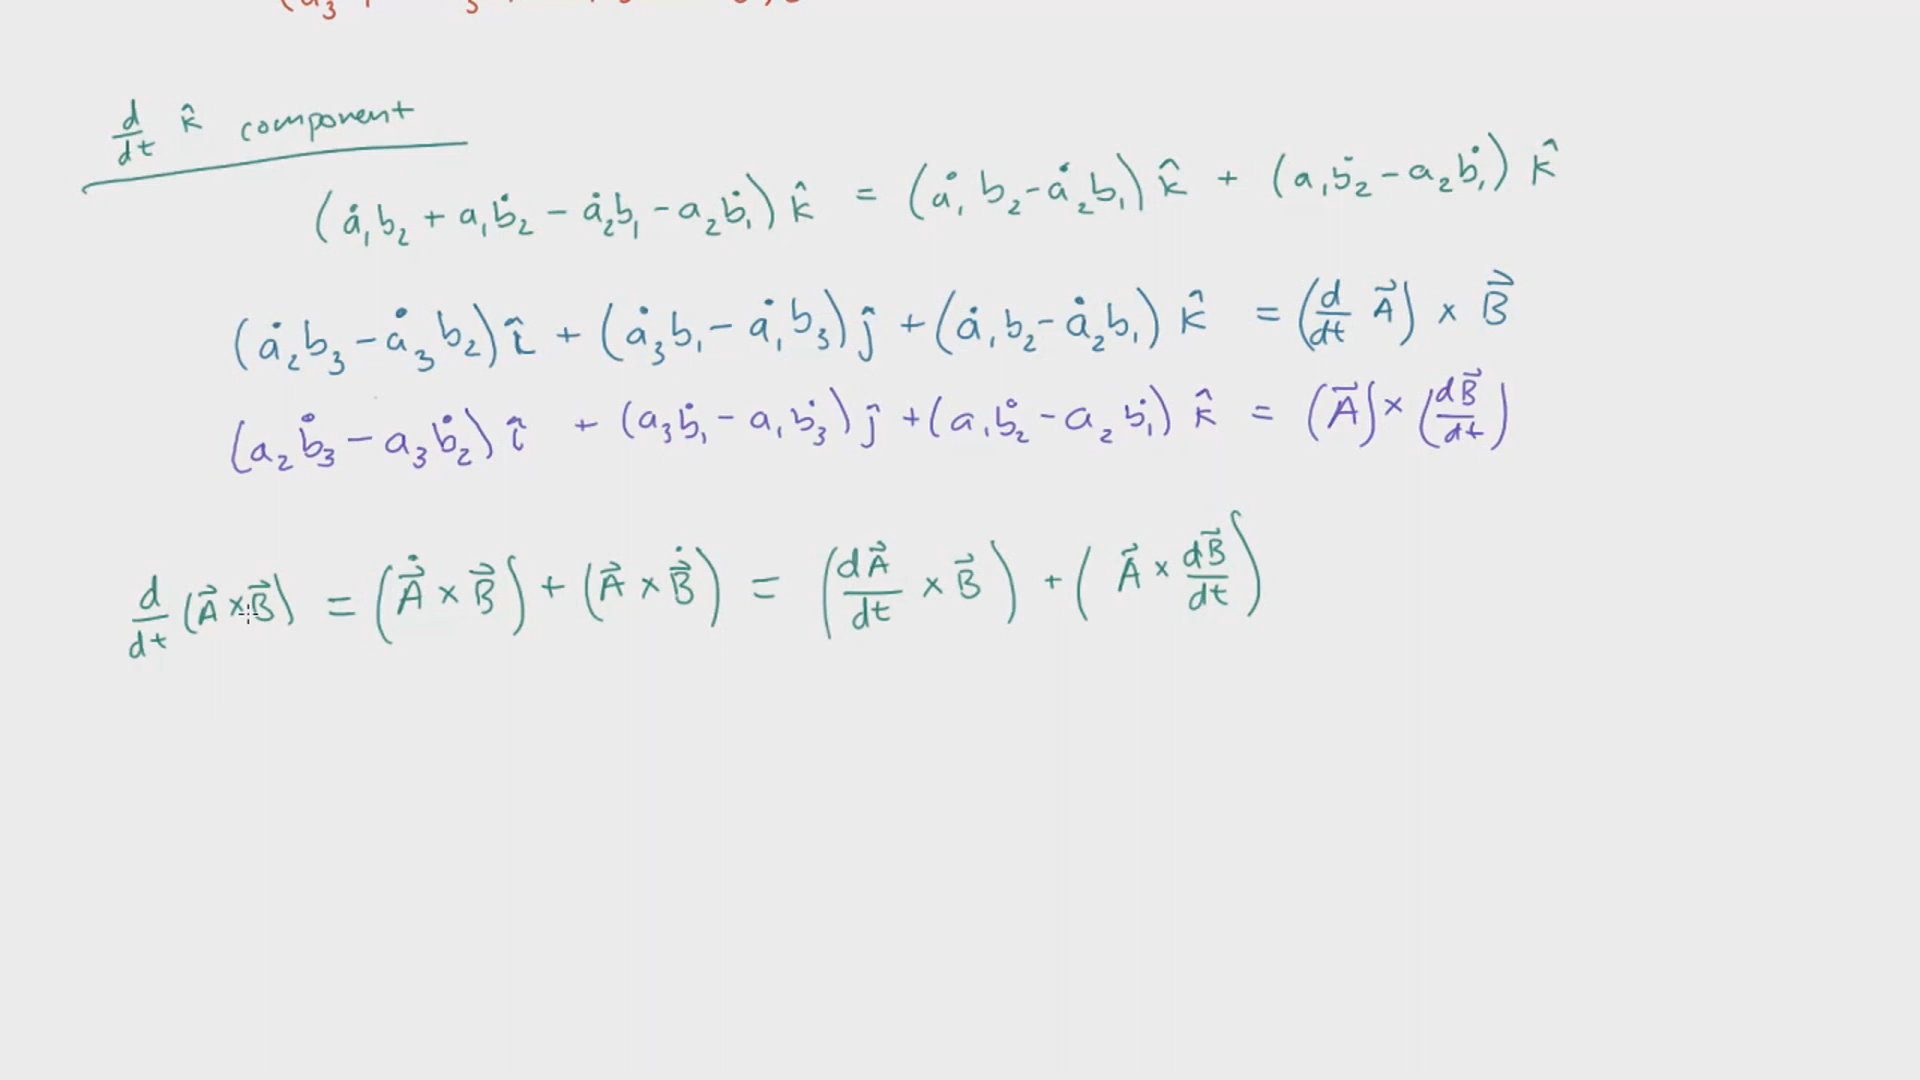 d/dt k̂ component
(ȧ₁b₂ + a₁ḃ₂ − ȧ₂b₁ − a₂ḃ₁) k̂ = (ȧ₁b₂ − ȧ₂b₁) k̂ + (a₁ḃ₂ − a₂ḃ₁) k̂
(ȧ₂b₃ − ȧ₃b₂) î + (ȧ₃b₁ − ȧ₁b₃) ĵ + (ȧ₁b₂ − ȧ₂b₁) k̂ = (d/dt A⃗) × B⃗
(a₂ḃ₃ − a₃ḃ₂) î + (a₃ḃ₁ − a₁ḃ₃) ĵ + (a₁ḃ₂ − a₂ḃ₁) k̂ = (A⃗) × (dB⃗/dt)
d/dt (A⃗ × B⃗) = (Ȧ⃗ × B⃗) + (A⃗ × Ḃ⃗) = (dA⃗/dt × B⃗) + (A⃗ × dB⃗/dt)